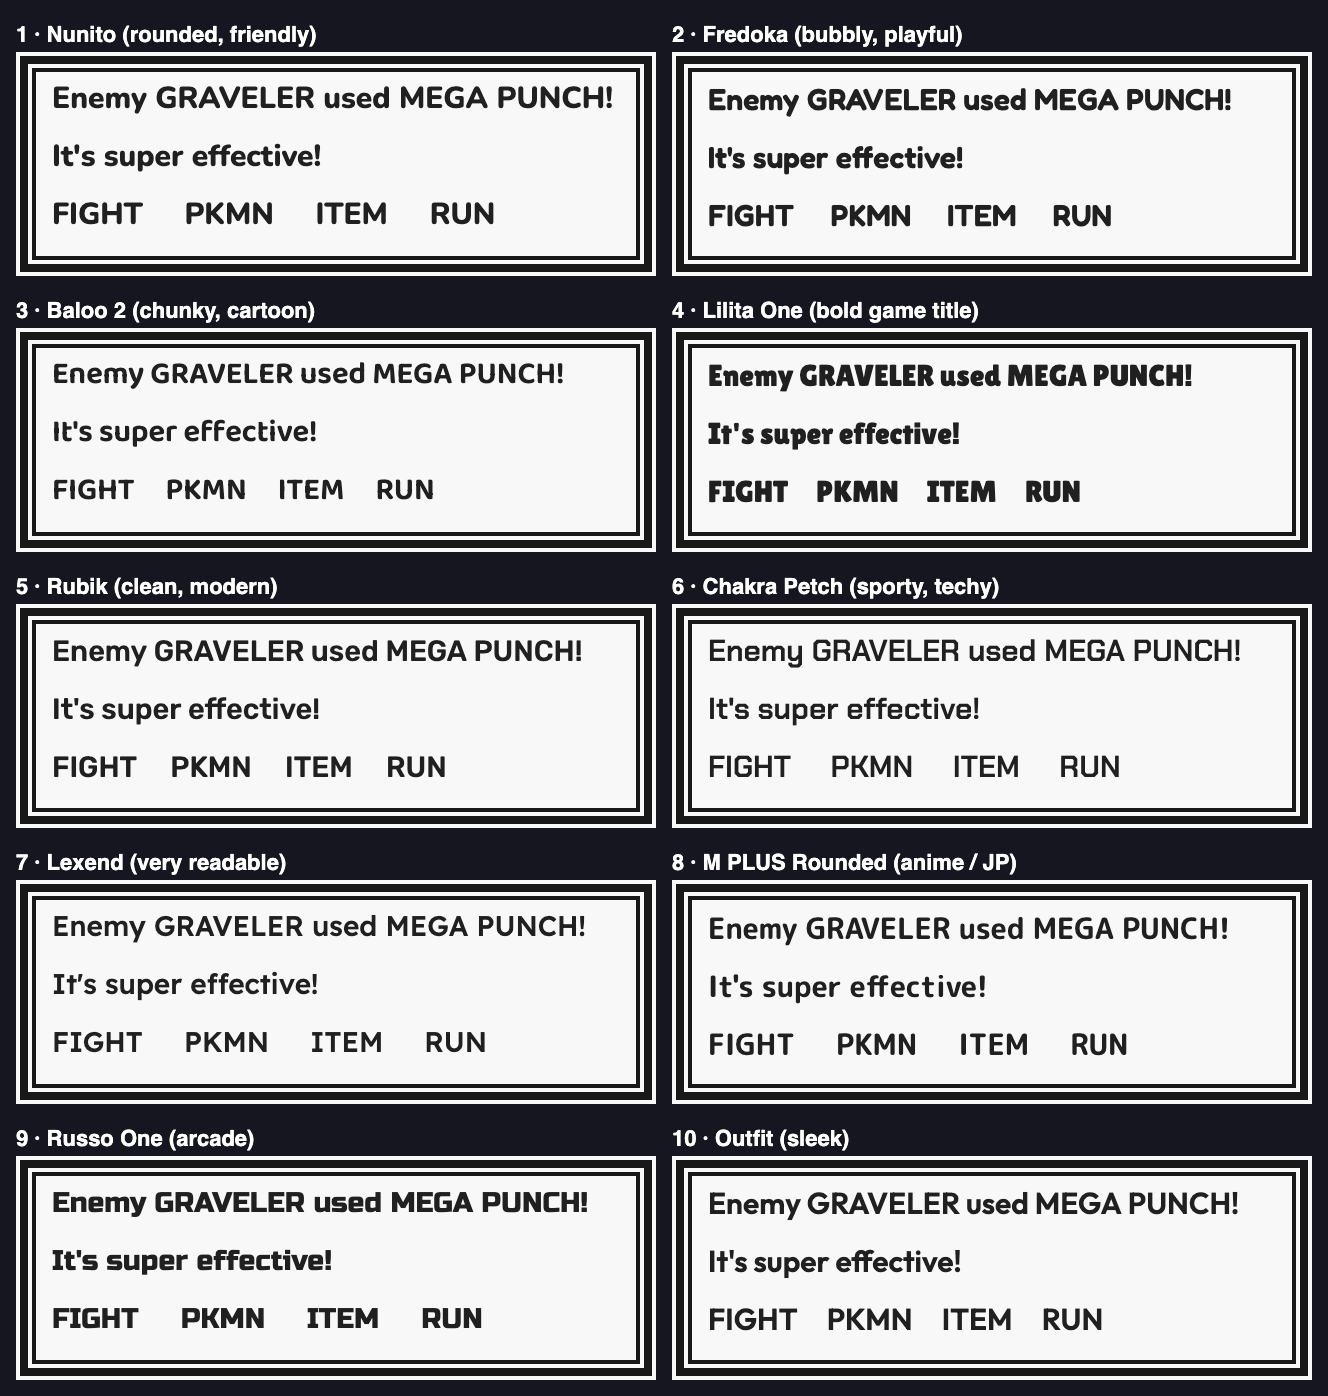 1 · Nunito (rounded, friendly)
Enemy GRAVELER used MEGA PUNCH!
It's super effective!
FIGHT PKMN ITEM RUN
2 · Fredoka (bubbly, playful)
Enemy GRAVELER used MEGA PUNCH!
It's super effective!
FIGHT PKMN ITEM RUN
3 · Baloo 2 (chunky, cartoon)
Enemy GRAVELER used MEGA PUNCH!
It's super effective!
FIGHT PKMN ITEM RUN
4 · Lilita One (bold game title)
Enemy GRAVELER used MEGA PUNCH!
It's super effective!
FIGHT PKMN ITEM RUN
5 · Rubik (clean, modern)
Enemy GRAVELER used MEGA PUNCH!
It's super effective!
FIGHT PKMN ITEM RUN
6 · Chakra Petch (sporty, techy)
Enemy GRAVELER used MEGA PUNCH!
It's super effective!
FIGHT PKMN ITEM RUN
7 · Lexend (very readable)
Enemy GRAVELER used MEGA PUNCH!
It's super effective!
FIGHT PKMN ITEM RUN
8 · M PLUS Rounded (anime / JP)
Enemy GRAVELER used MEGA PUNCH!
It's super effective!
FIGHT PKMN ITEM RUN
9 · Russo One (arcade)
Enemy GRAVELER used MEGA PUNCH!
It's super effective!
FIGHT PKMN ITEM RUN
10 · Outfit (sleek)
Enemy GRAVELER used MEGA PUNCH!
It's super effective!
FIGHT PKMN ITEM RUN